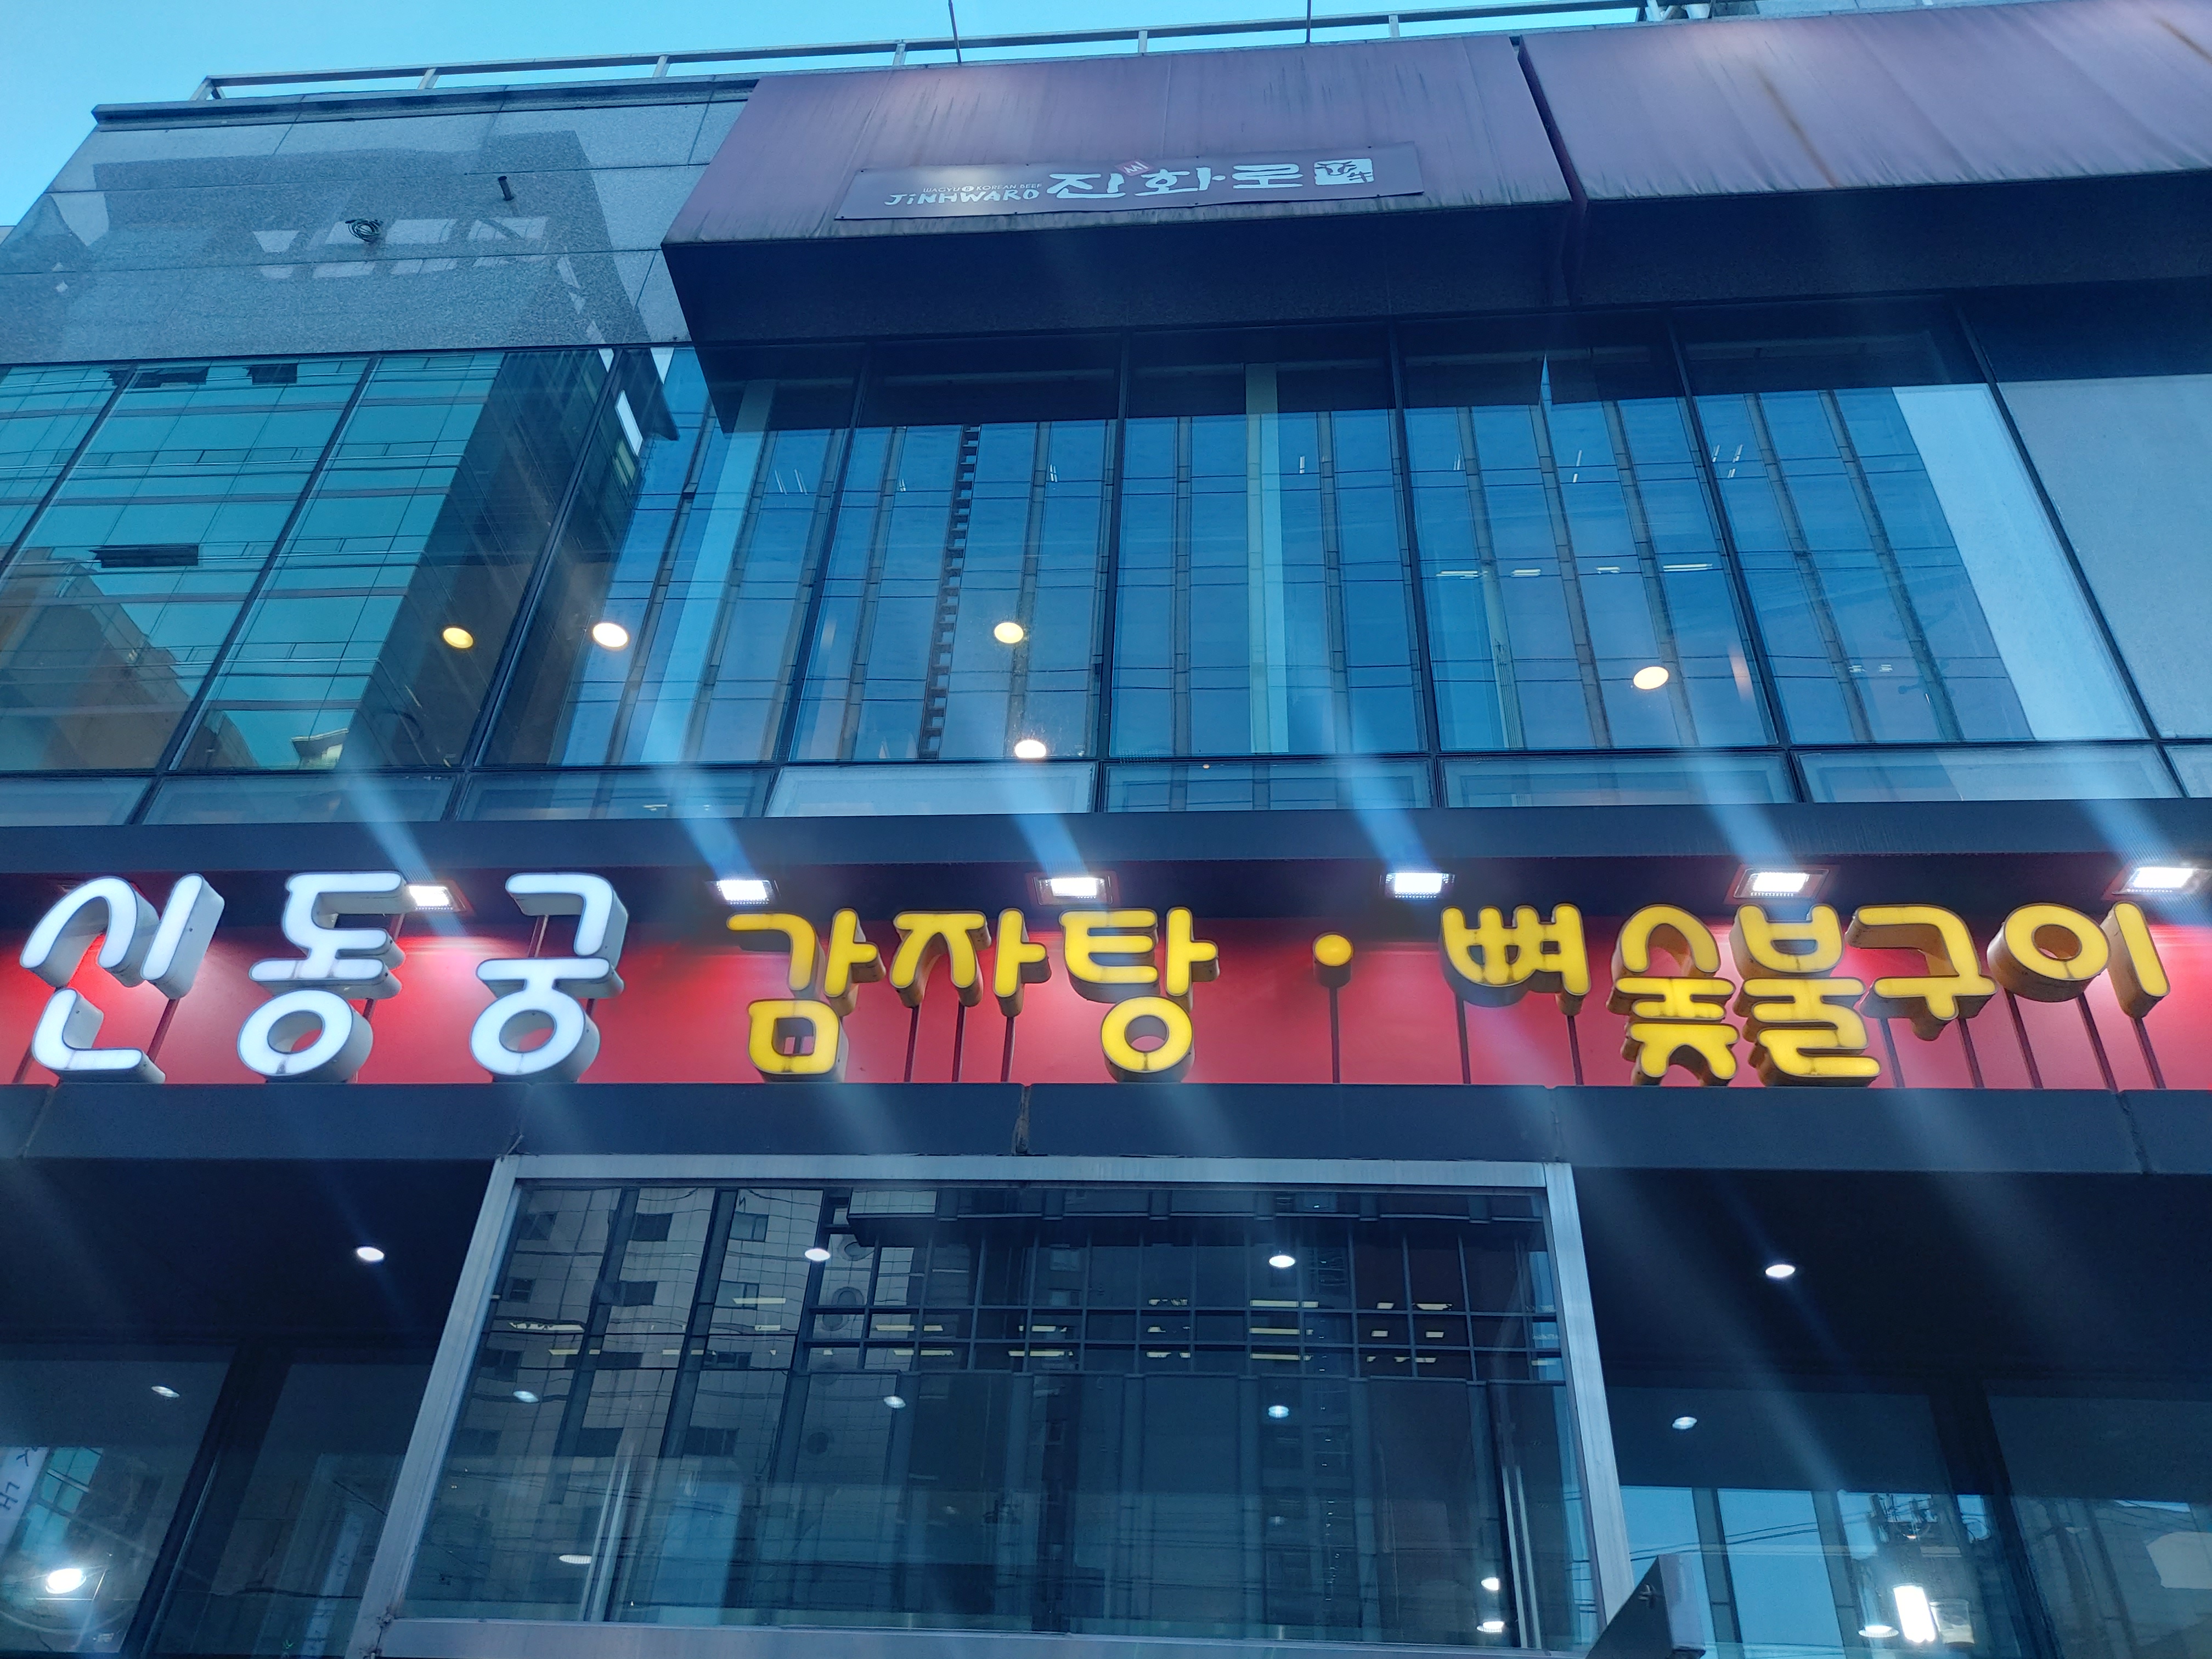 WAGYU & KOREAN BEEF
JINHWARO 진화로
신동궁 감자탕 · 뼈숯불구이